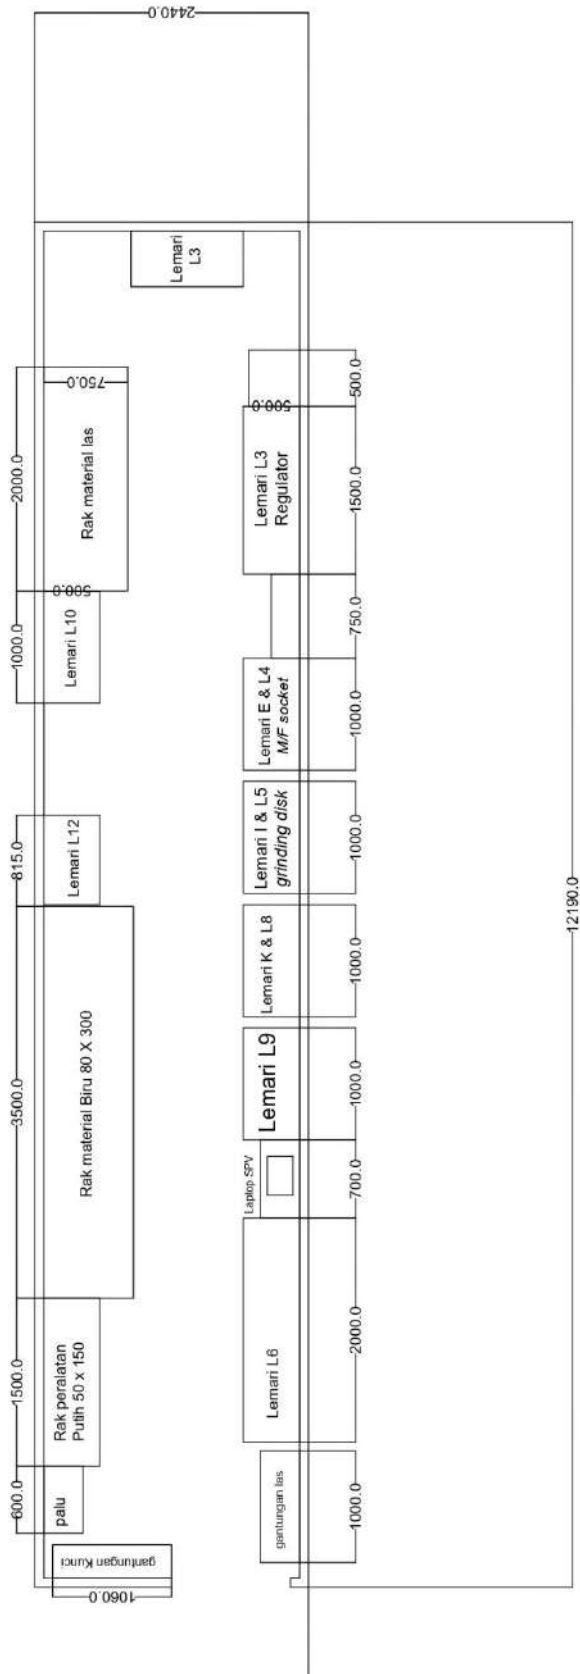 2440.0
Lemari
L3
750.0
2000.0
Rak material las
500.0
500.0
Lemari L3
Regulator
1500.0
500.0
1000.0
Lemari L10
750.0
Lemari E & L4
M/F socket
1000.0
815.0
Lemari L12
Lemari I & L5
grinding disk
1000.0
Lemari K & L8
1000.0
12190.0
3500.0
Rak material Biru 80 X 300
Lemari L9
1000.0
Laptop SPV
700.0
1500.0
Rak peralatan
Putih 50 x 150
Lemari L6
2000.0
600.0
palu
gantungan las
1000.0
gantungan Kunci
1060.0